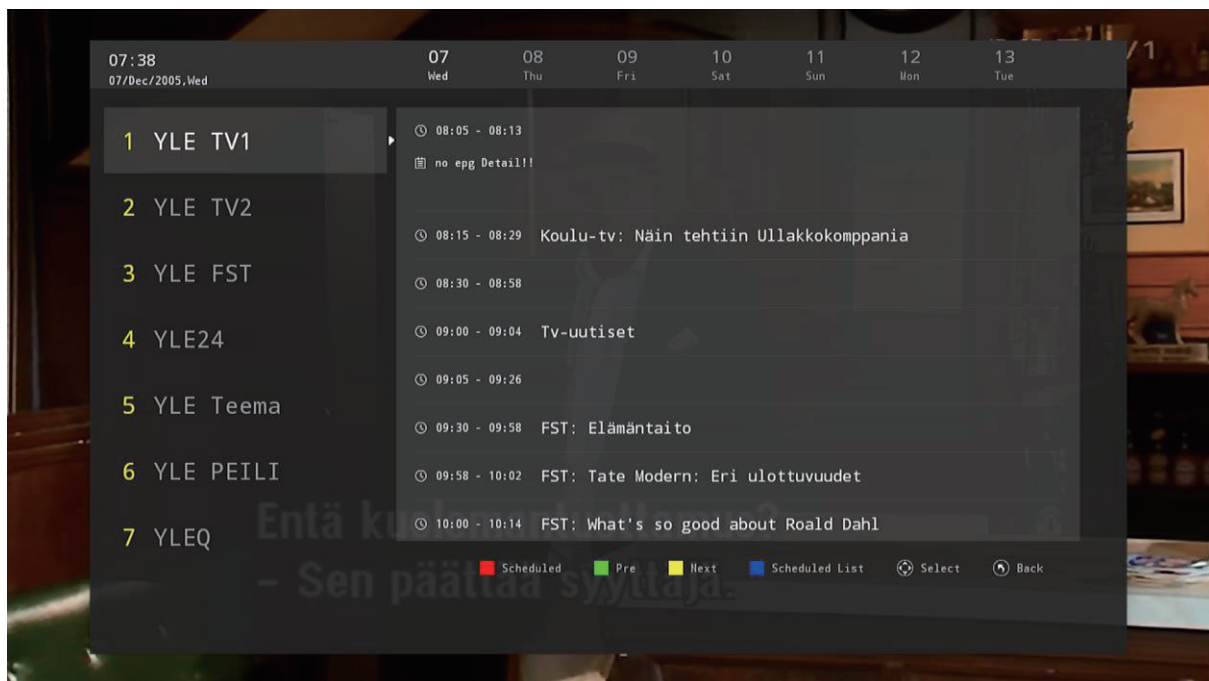 07:38
07/Dec/2005,Wed
07 08 09 10 11 12 13
Wed Thu Fri Sat Sun Mon Tue
/1
1 YLE TV1
2 YLE TV2
3 YLE FST
4 YLE24
5 YLE Teema
6 YLE PEILI
7 YLEQ
08:05 - 08:13
no epg Detail!!
08:15 - 08:29 Koulu-tv: Näin tehtiin Ullakkokomppania
08:30 - 08:58
09:00 - 09:04 Tv-uutiset
09:05 - 09:26
09:30 - 09:58 FST: Elämäntaito
09:58 - 10:02 FST: Tate Modern: Eri ulottuvuudet
10:00 - 10:14 FST: What's so good about Roald Dahl
Scheduled Pre Next Scheduled List Select Back
Entä kuolemantuottamus?
- Sen päättää syyttäjä.